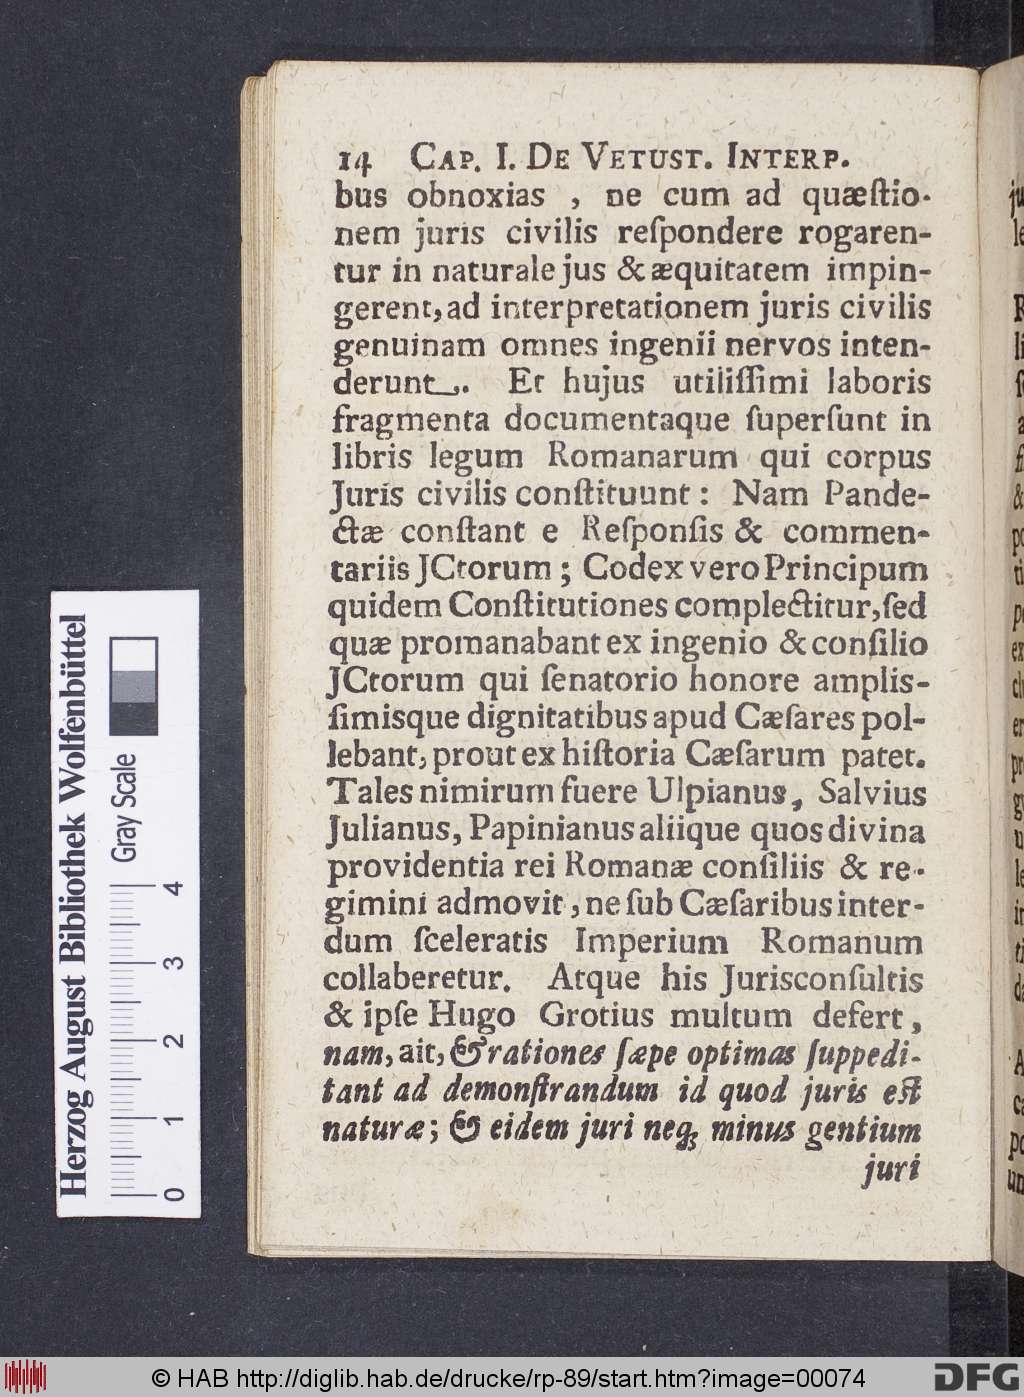 14 CAP. I. DE VETUST. INTERP.
bus obnoxias , ne cum ad quæſtio-
nem juris civilis reſpondere rogaren-
tur in naturale jus & æquitatem impin-
gerent, ad interpretationem juris civilis
genuinam omnes ingenii nervos inten-
derunt. Et hujus utiliſſimi laboris
fragmenta documentaque ſuperſunt in
libris legum Romanarum qui corpus
Juris civilis conſtituunt : Nam Pande-
ctæ conſtant e Reſponſis & commen-
tariis JCtorum ; Codex vero Principum
quidem Conſtitutiones complectitur, ſed
quæ promanabant ex ingenio & conſilio
JCtorum qui ſenatorio honore amplis-
ſimisque dignitatibus apud Cæſares pol-
lebant, prout ex hiſtoria Cæſarum patet.
Tales nimirum fuere Ulpianus, Salvius
Julianus, Papinianus aliique quos divina
providentia rei Romanæ conſiliis & re-
gimini admovit , ne ſub Cæſaribus inter-
dum ſceleratis Imperium Romanum
collaberetur. Atque his Jurisconſultis
& ipſe Hugo Grotius multum defert ,
nam, ait, & rationes ſæpe optimas ſuppedi-
tant ad demonſtrandum id quod juris eſt
naturæ ; & eidem juri neq; minus gentium
juri
Herzog August Bibliothek Wolfenbüttel
Gray Scale
0 1 2 3 4
© HAB http://diglib.hab.de/drucke/rp-89/start.htm?image=00074
DFG